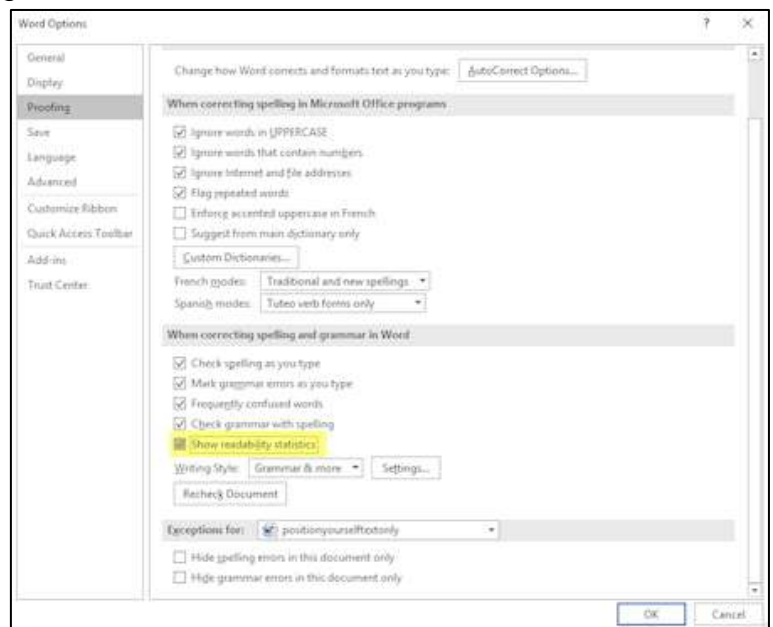 Word Options ? ×
General
Display
Proofing
Save
Language
Advanced
Customize Ribbon
Quick Access Toolbar
Add-ins
Trust Center
Change how Word corrects and formats text as you type: AutoCorrect Options...
When correcting spelling in Microsoft Office programs
Ignore words in UPPERCASE
Ignore words that contain numbers
Ignore Internet and file addresses
Flag repeated words
Enforce accented uppercase in French
Suggest from main dictionary only
Custom Dictionaries...
French modes: Traditional and new spellings
Spanish modes: Tuteo verb forms only
When correcting spelling and grammar in Word
Check spelling as you type
Mark grammar errors as you type
Frequently confused words
Check grammar with spelling
Show readability statistics
Writing Style: Grammar & more Settings...
Recheck Document
Exceptions for: positionyourselftextonly
Hide spelling errors in this document only
Hide grammar errors in this document only
OK Cancel